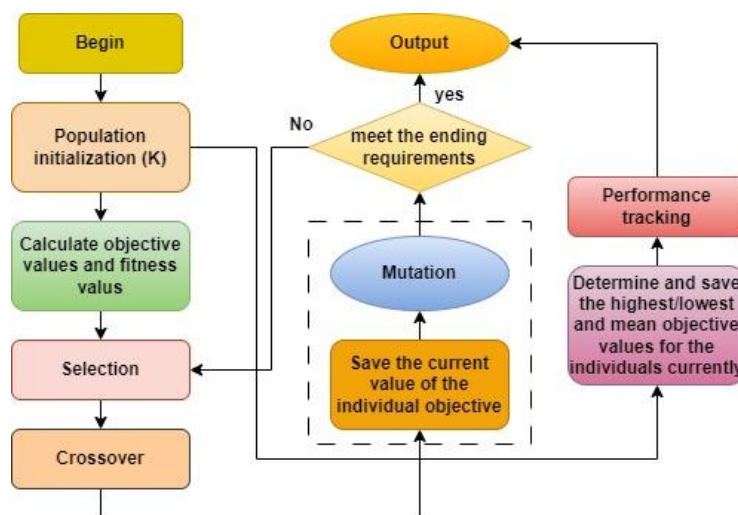 Begin
Population
initialization (K)
Calculate objective
values and fitness
valus
Selection
Crossover
Output
yes
No
meet the ending
requirements
Mutation
Save the current
value of the
individual objective
Performance
tracking
Determine and save
the highest/lowest
and mean objective
values for the
individuals currently